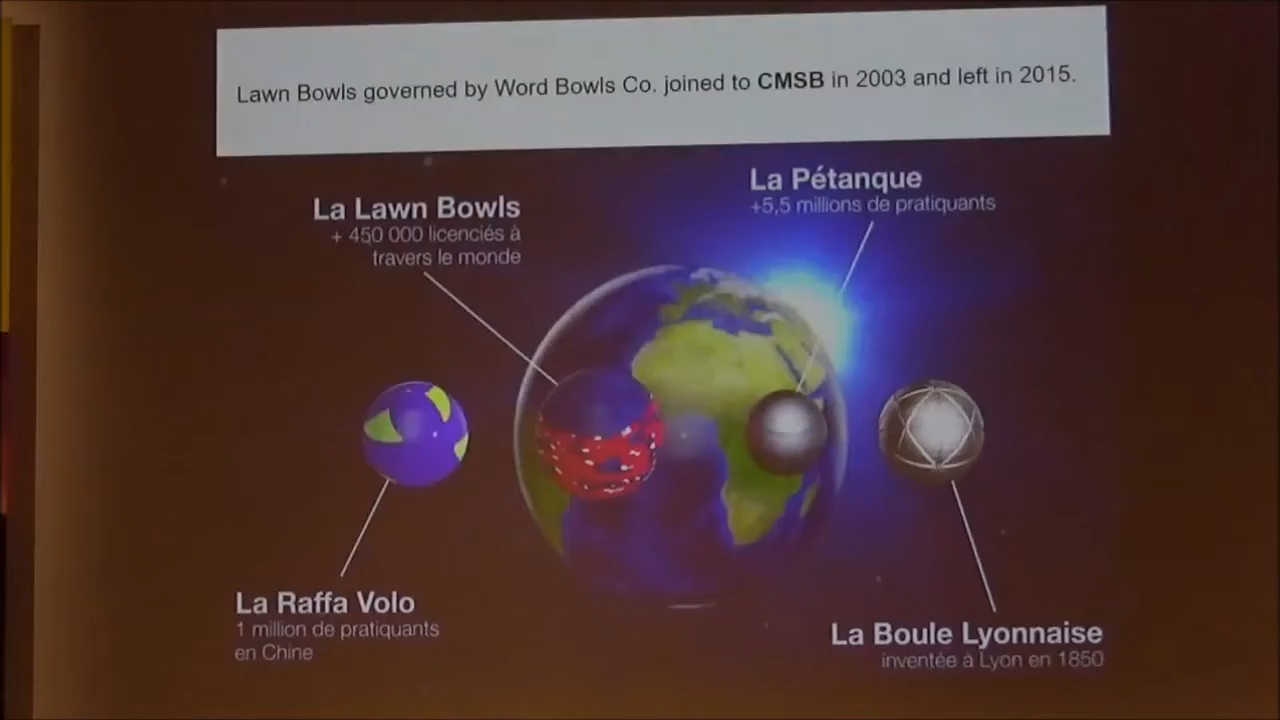 Lawn Bowls governed by Word Bowls Co. joined to CMSB in 2003 and left in 2015.
La Pétanque
+5,5 millions de pratiquants
La Lawn Bowls
+ 450 000 licenciés à
travers le monde
La Raffa Volo
1 million de pratiquants
en Chine
La Boule Lyonnaise
inventée à Lyon en 1850